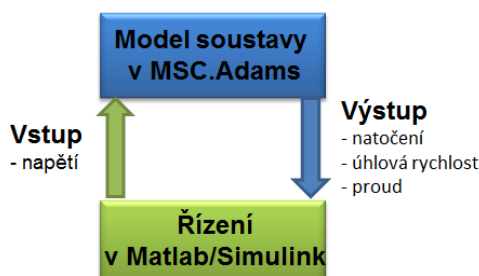 Model soustavy
v MSC.Adams
Vstup
- napětí
Výstup
- natočení
- úhlová rychlost
- proud
Řízení
v Matlab/Simulink